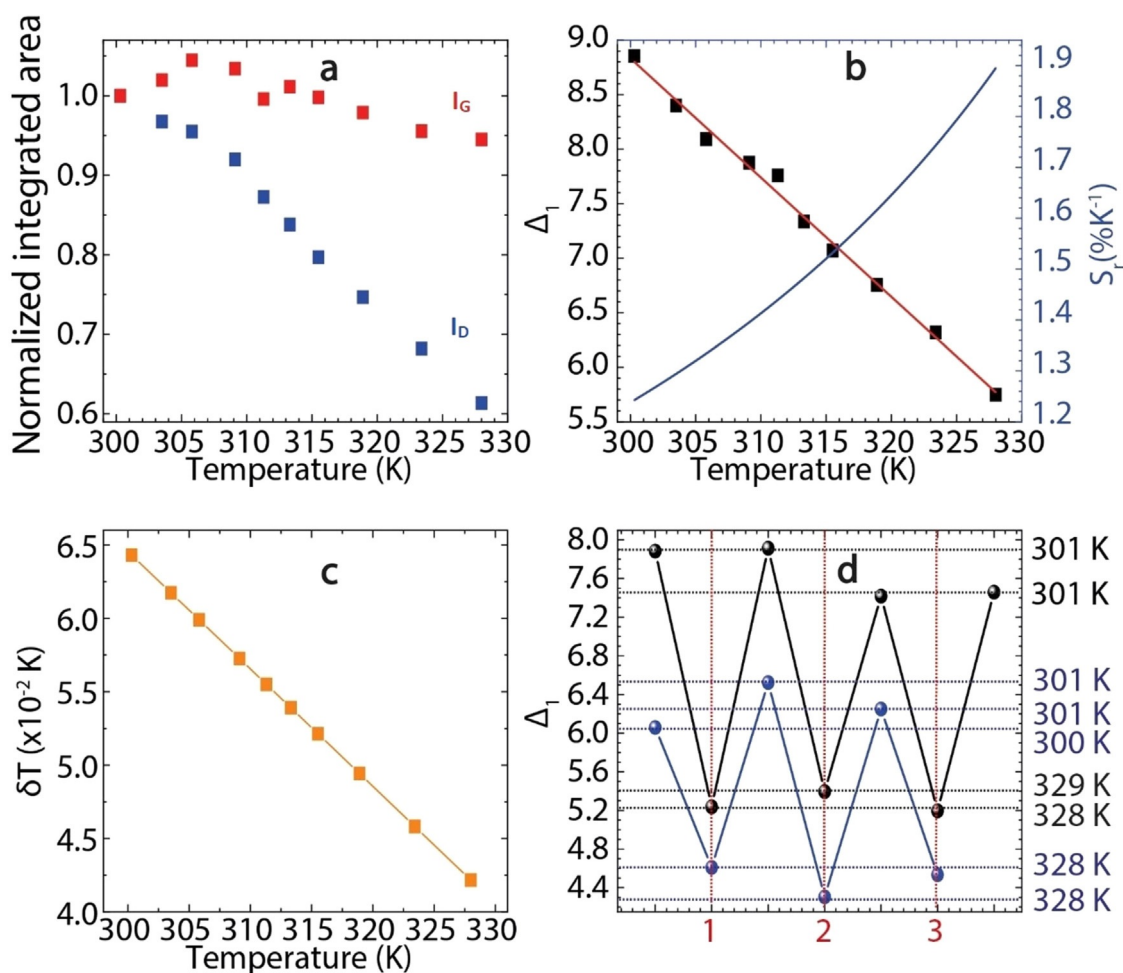 Normalized integrated area
1.0
0.9
0.8
0.7
0.6
a
I_G
I_D
300 305 310 315 320 325 330
Temperature (K)
Δ₁
9.0
8.5
8.0
7.5
7.0
6.5
6.0
5.5
b
1.9
1.8
1.7
1.6
1.5
1.4
1.3
1.2
Sᵣ(%K⁻¹)
300 305 310 315 320 325 330
Temperature (K)
δT (x10⁻² K)
6.5
6.0
5.5
5.0
4.5
4.0
c
300 305 310 315 320 325 330
Temperature (K)
Δ₁
8.0
7.6
7.2
6.8
6.4
6.0
5.6
5.2
4.8
4.4
d
301 K
301 K
301 K
301 K
300 K
329 K
328 K
328 K
328 K
1 2 3